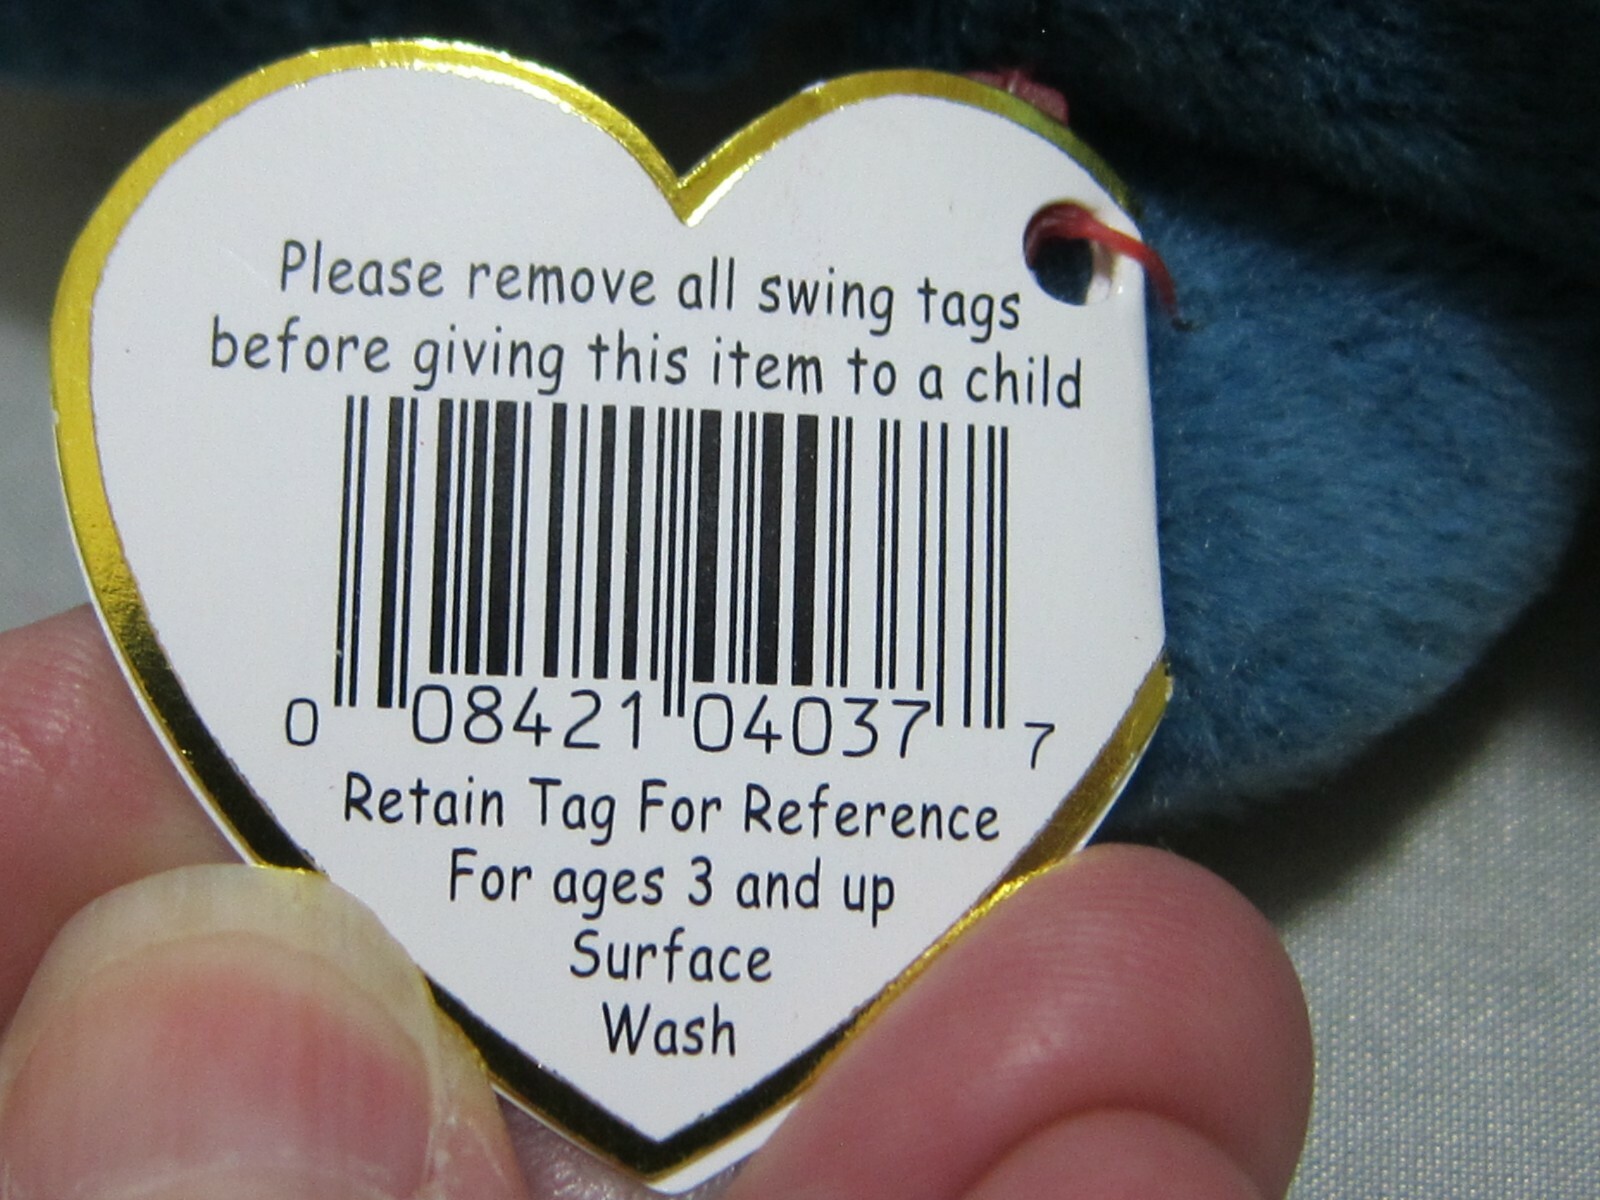 Please remove all swing tags
before giving this item to a child
0 08421 04037 7
Retain Tag For Reference
For ages 3 and up
Surface
Wash